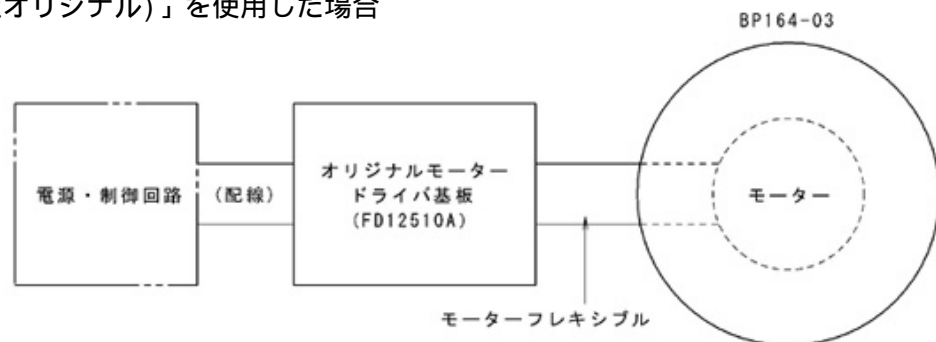 オリジナル)」を使用した場合
BP164-03
電源・制御回路
(配線)
オリジナルモーター
ドライバ基板
(FD12510A)
モーター
モーターフレキシブル